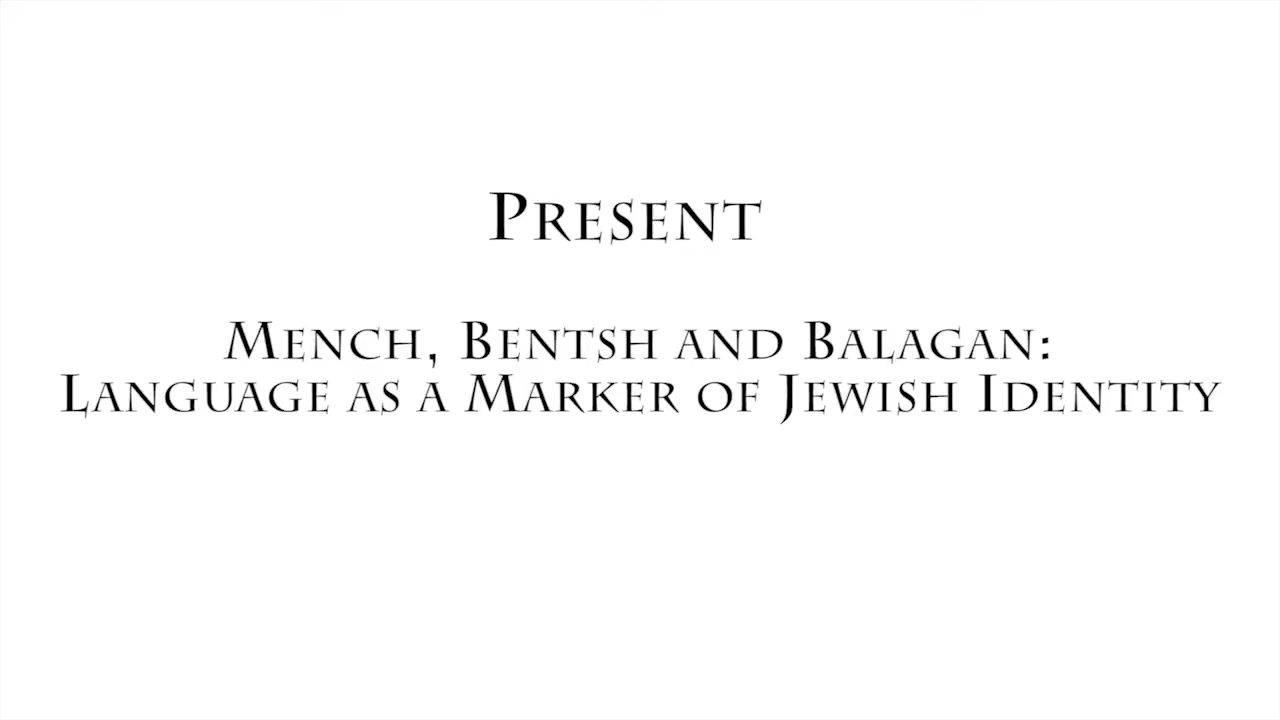 Present
Mench, Bentsh and Balagan:
Language as a Marker of Jewish Identity